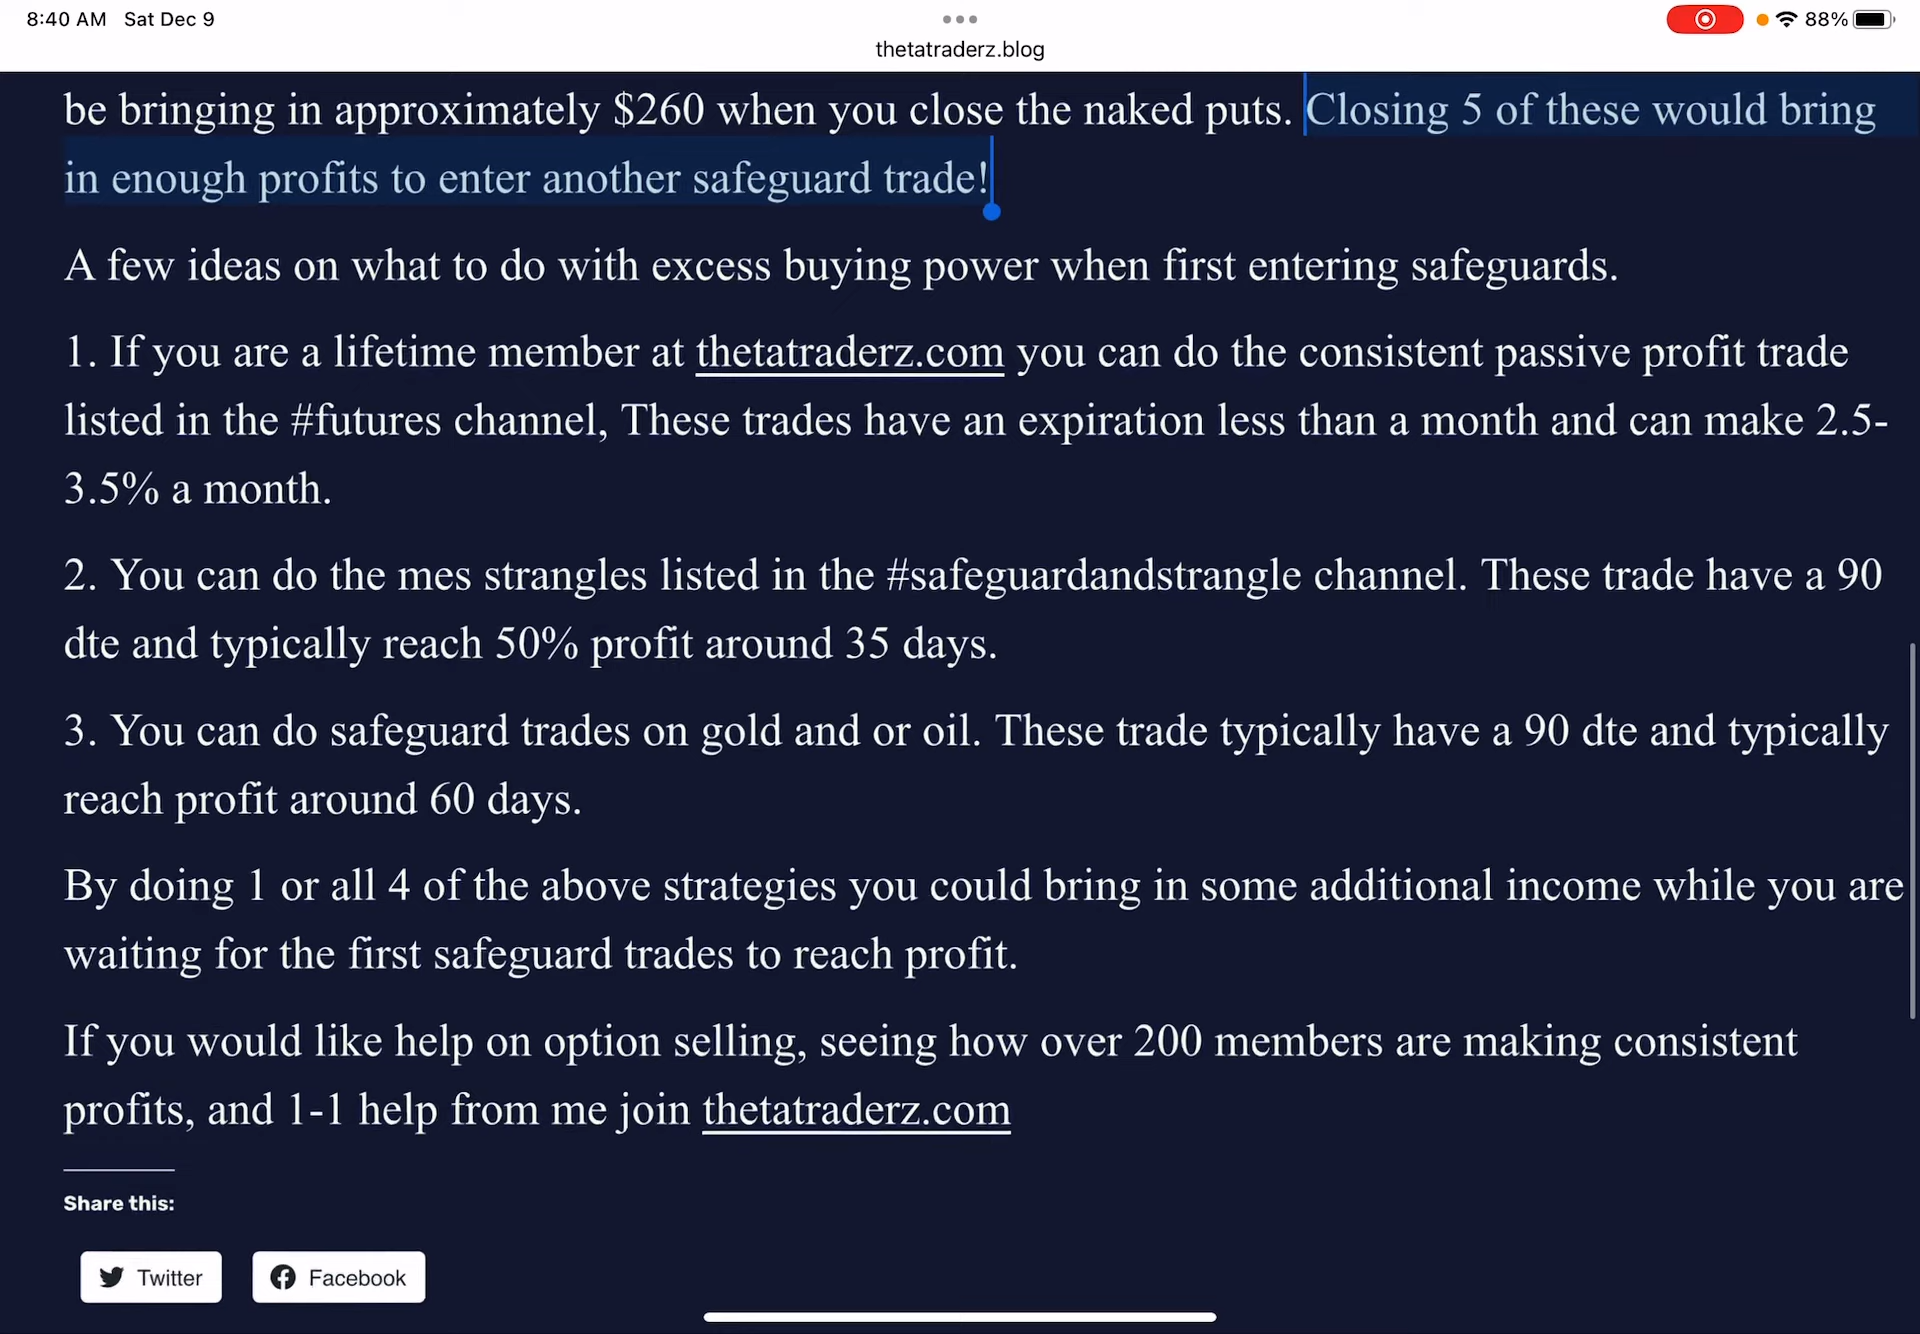 8:40 AM Sat Dec 9
88%
thetatraderz.blog
be bringing in approximately $260 when you close the naked puts. Closing 5 of these would bring
in enough profits to enter another safeguard trade!
A few ideas on what to do with excess buying power when first entering safeguards.
1. If you are a lifetime member at thetatraderz.com you can do the consistent passive profit trade
listed in the #futures channel, These trades have an expiration less than a month and can make 2.5-
3.5% a month.
2. You can do the mes strangles listed in the #safeguardandstrangle channel. These trade have a 90
dte and typically reach 50% profit around 35 days.
3. You can do safeguard trades on gold and or oil. These trade typically have a 90 dte and typically
reach profit around 60 days.
By doing 1 or all 4 of the above strategies you could bring in some additional income while you are
waiting for the first safeguard trades to reach profit.
If you would like help on option selling, seeing how over 200 members are making consistent
profits, and 1-1 help from me join thetatraderz.com
Share this:
Twitter Facebook